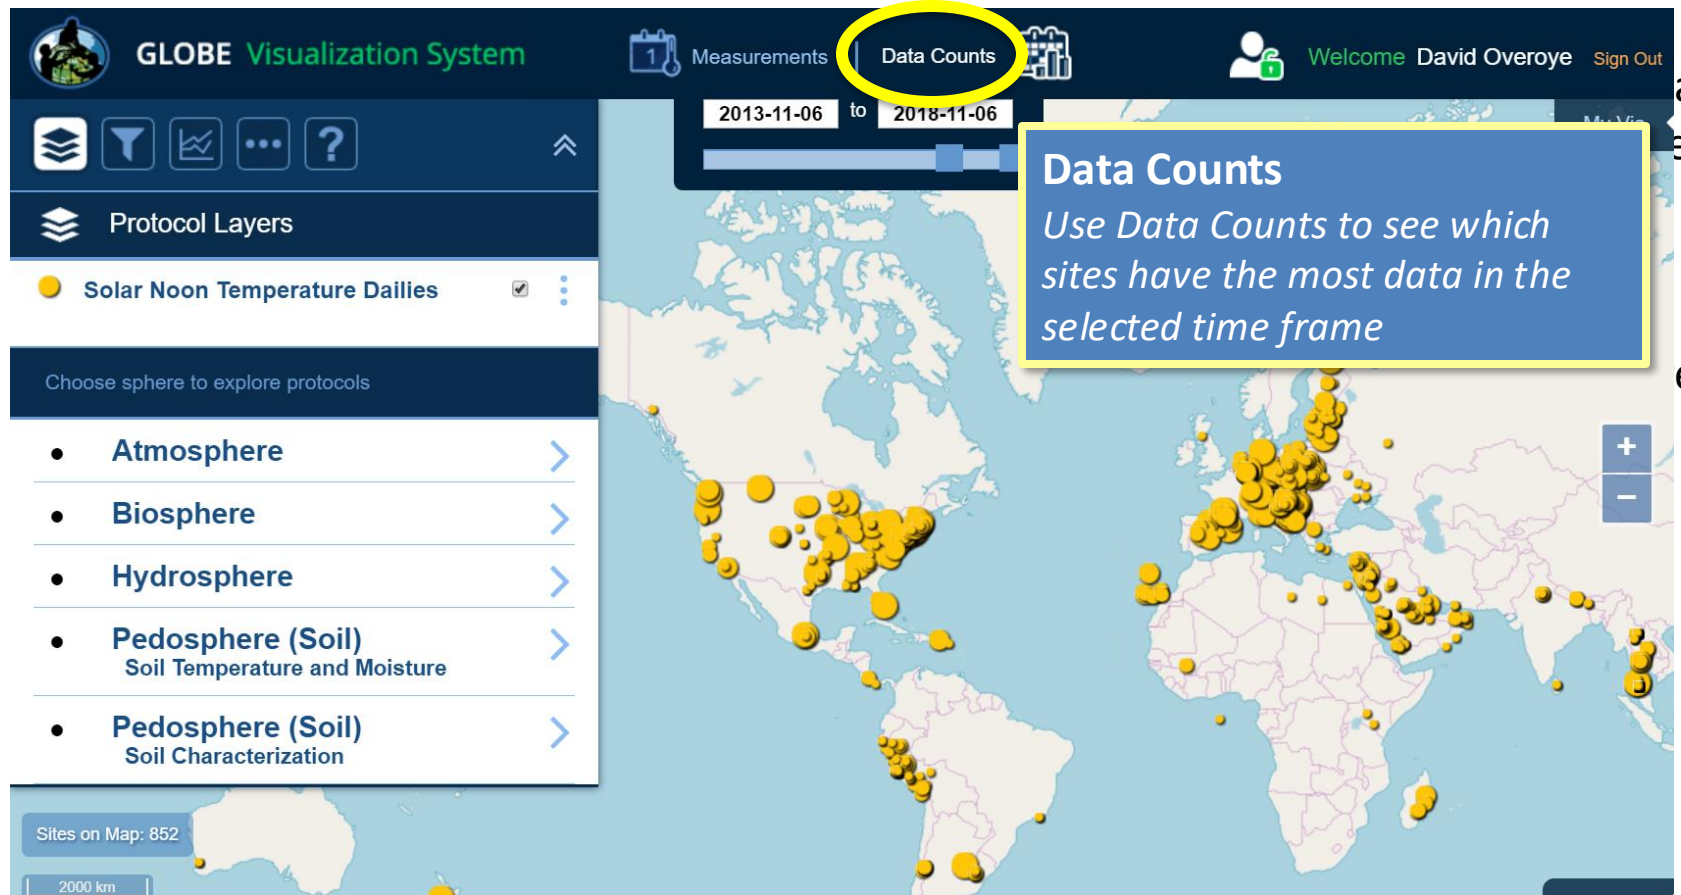 GLOBE Visualization System
1 Measurements | Data Counts
Welcome David Overoye Sign Out
2013-11-06 to 2018-11-06
My Vis
?
Protocol Layers
Solar Noon Temperature Dailies
Choose sphere to explore protocols
• Atmosphere
• Biosphere
• Hydrosphere
• Pedosphere (Soil)
Soil Temperature and Moisture
• Pedosphere (Soil)
Soil Characterization
Sites on Map: 852
2000 km
Data Counts
Use Data Counts to see which
sites have the most data in the
selected time frame
+
−